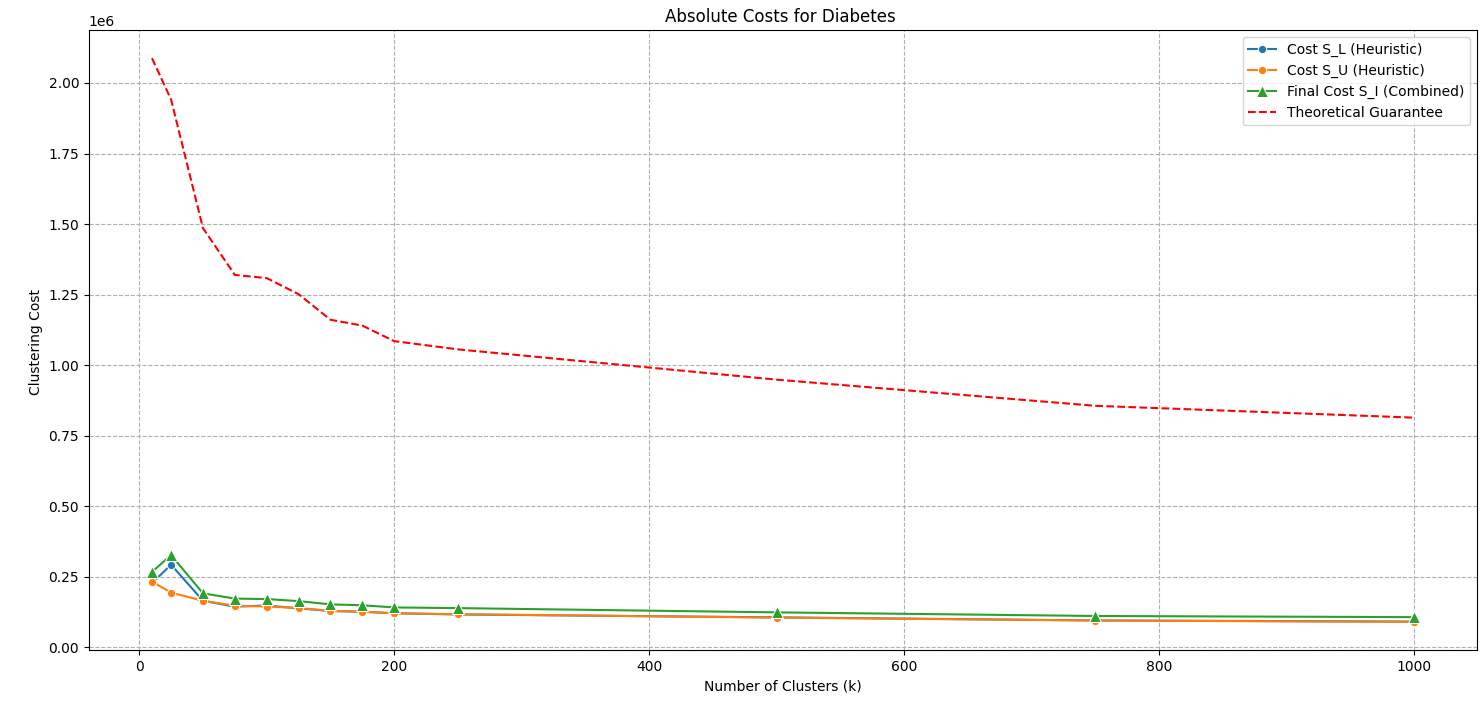 Absolute Costs for Diabetes
1e6
Cost S_L (Heuristic)
Cost S_U (Heuristic)
Final Cost S_I (Combined)
Theoretical Guarantee
2.00
1.75
1.50
1.25
1.00
0.75
0.50
0.25
0.00
Clustering Cost
0 200 400 600 800 1000
Number of Clusters (k)